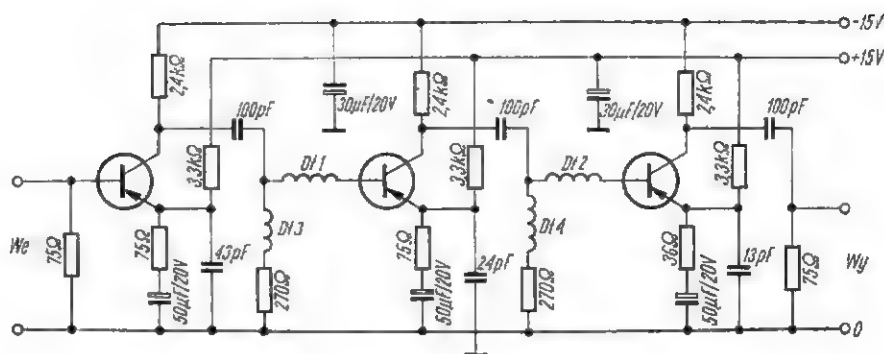 -15V
+15V
2,4kΩ
30µF/20V
2,4kΩ
30µF/20V
2,4kΩ
100pF
100pF
100pF
3,3kΩ
3,3kΩ
3,3kΩ
Dł1
Dł2
We
75Ω
75Ω
43pF
50µF/20V
Dł3
270Ω
75Ω
24pF
50µF/20V
Dł4
270Ω
36Ω
13pF
50µF/20V
75Ω
Wy
0